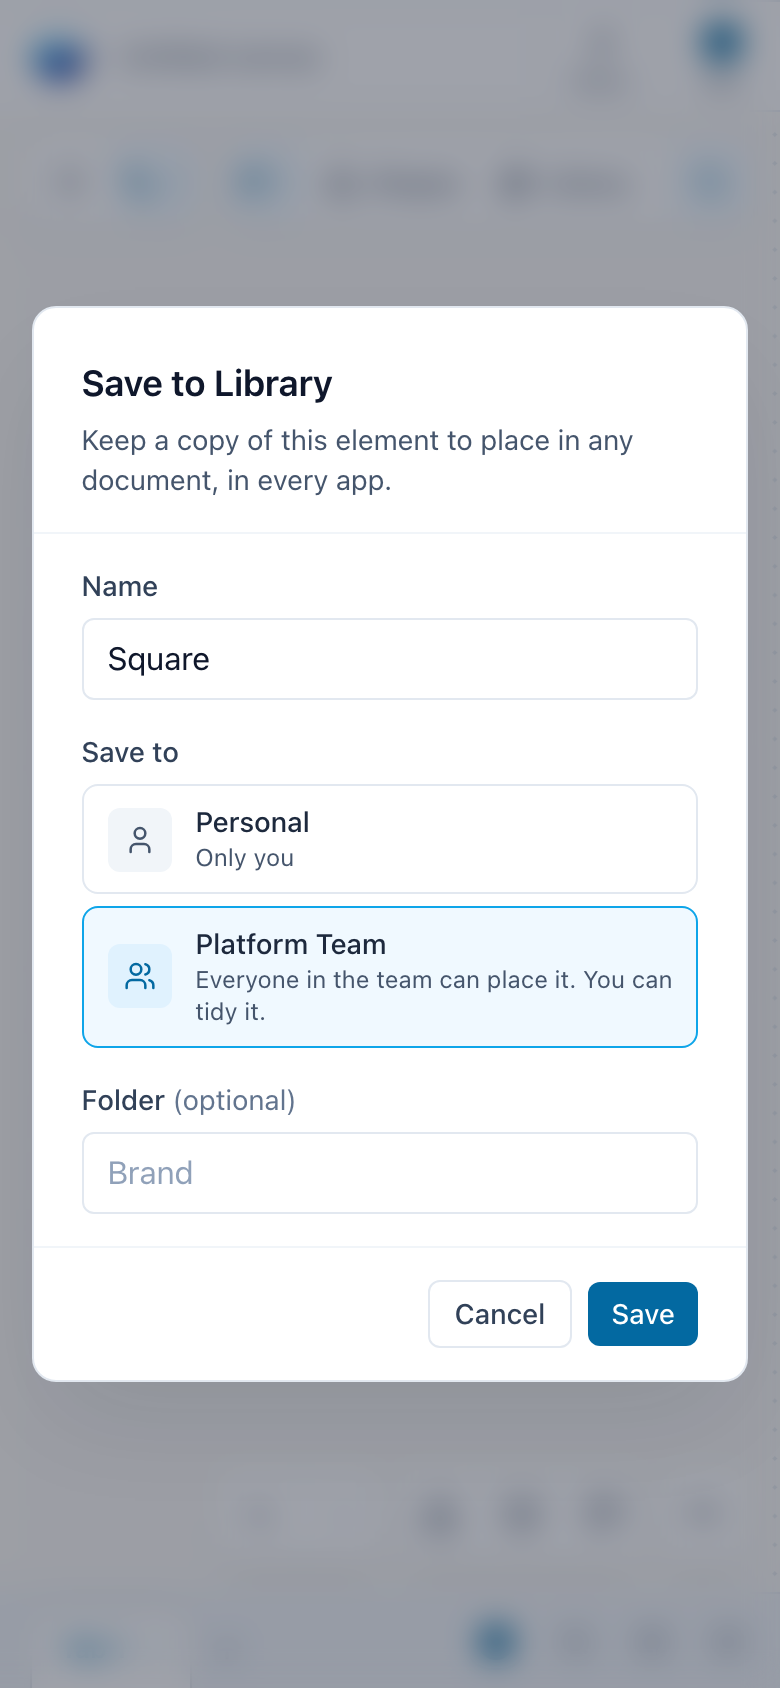 Save to Library
Keep a copy of this element to place in any
document, in every app.
Name
Square
Save to
Personal
Only you
Platform Team
Everyone in the team can place it. You can
tidy it.
Folder (optional)
Brand
Cancel
Save